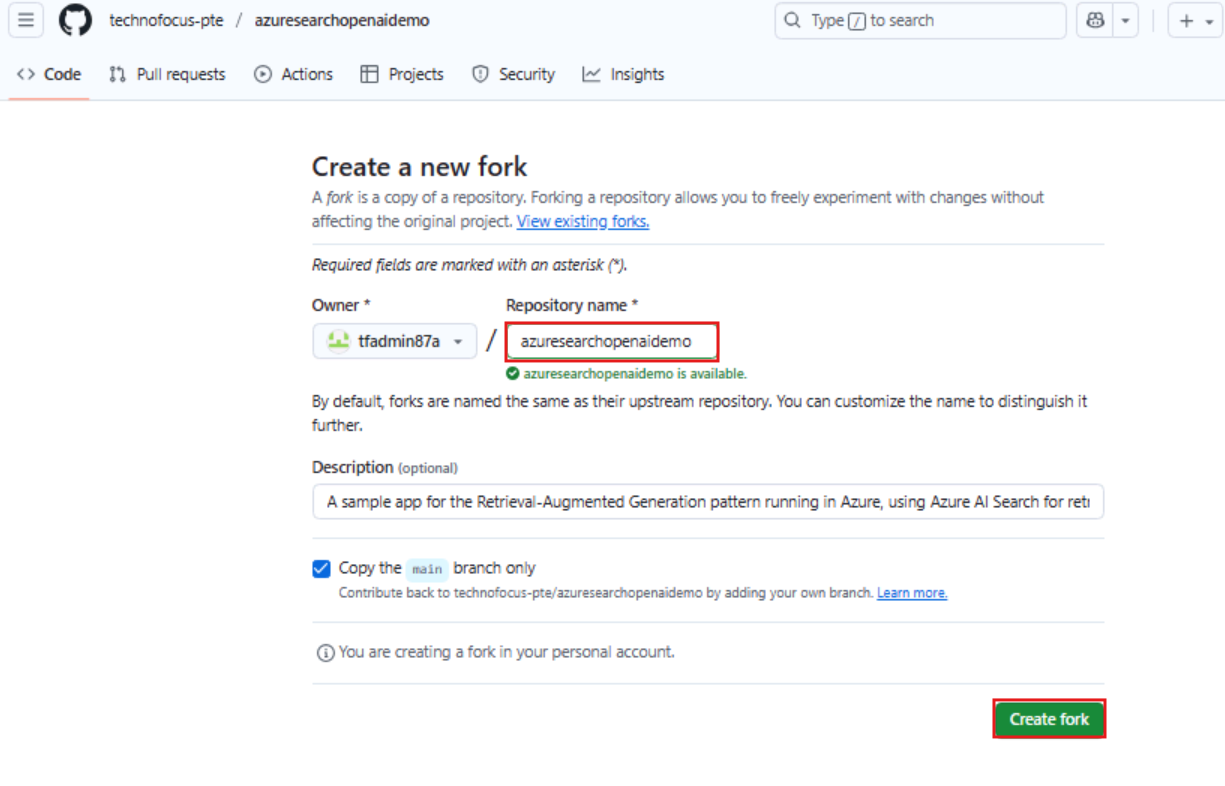 technofocus-pte / azuresearchopenaidemo
Type / to search
Code Pull requests Actions Projects Security Insights
Create a new fork
A fork is a copy of a repository. Forking a repository allows you to freely experiment with changes without
affecting the original project. View existing forks.
Required fields are marked with an asterisk (*).
Owner * Repository name *
tfadmin87a / azuresearchopenaidemo
azuresearchopenaidemo is available.
By default, forks are named the same as their upstream repository. You can customize the name to distinguish it
further.
Description (optional)
A sample app for the Retrieval-Augmented Generation pattern running in Azure, using Azure AI Search for
Copy the main branch only
Contribute back to technofocus-pte/azuresearchopenaidemo by adding your own branch. Learn more.
You are creating a fork in your personal account.
Create fork